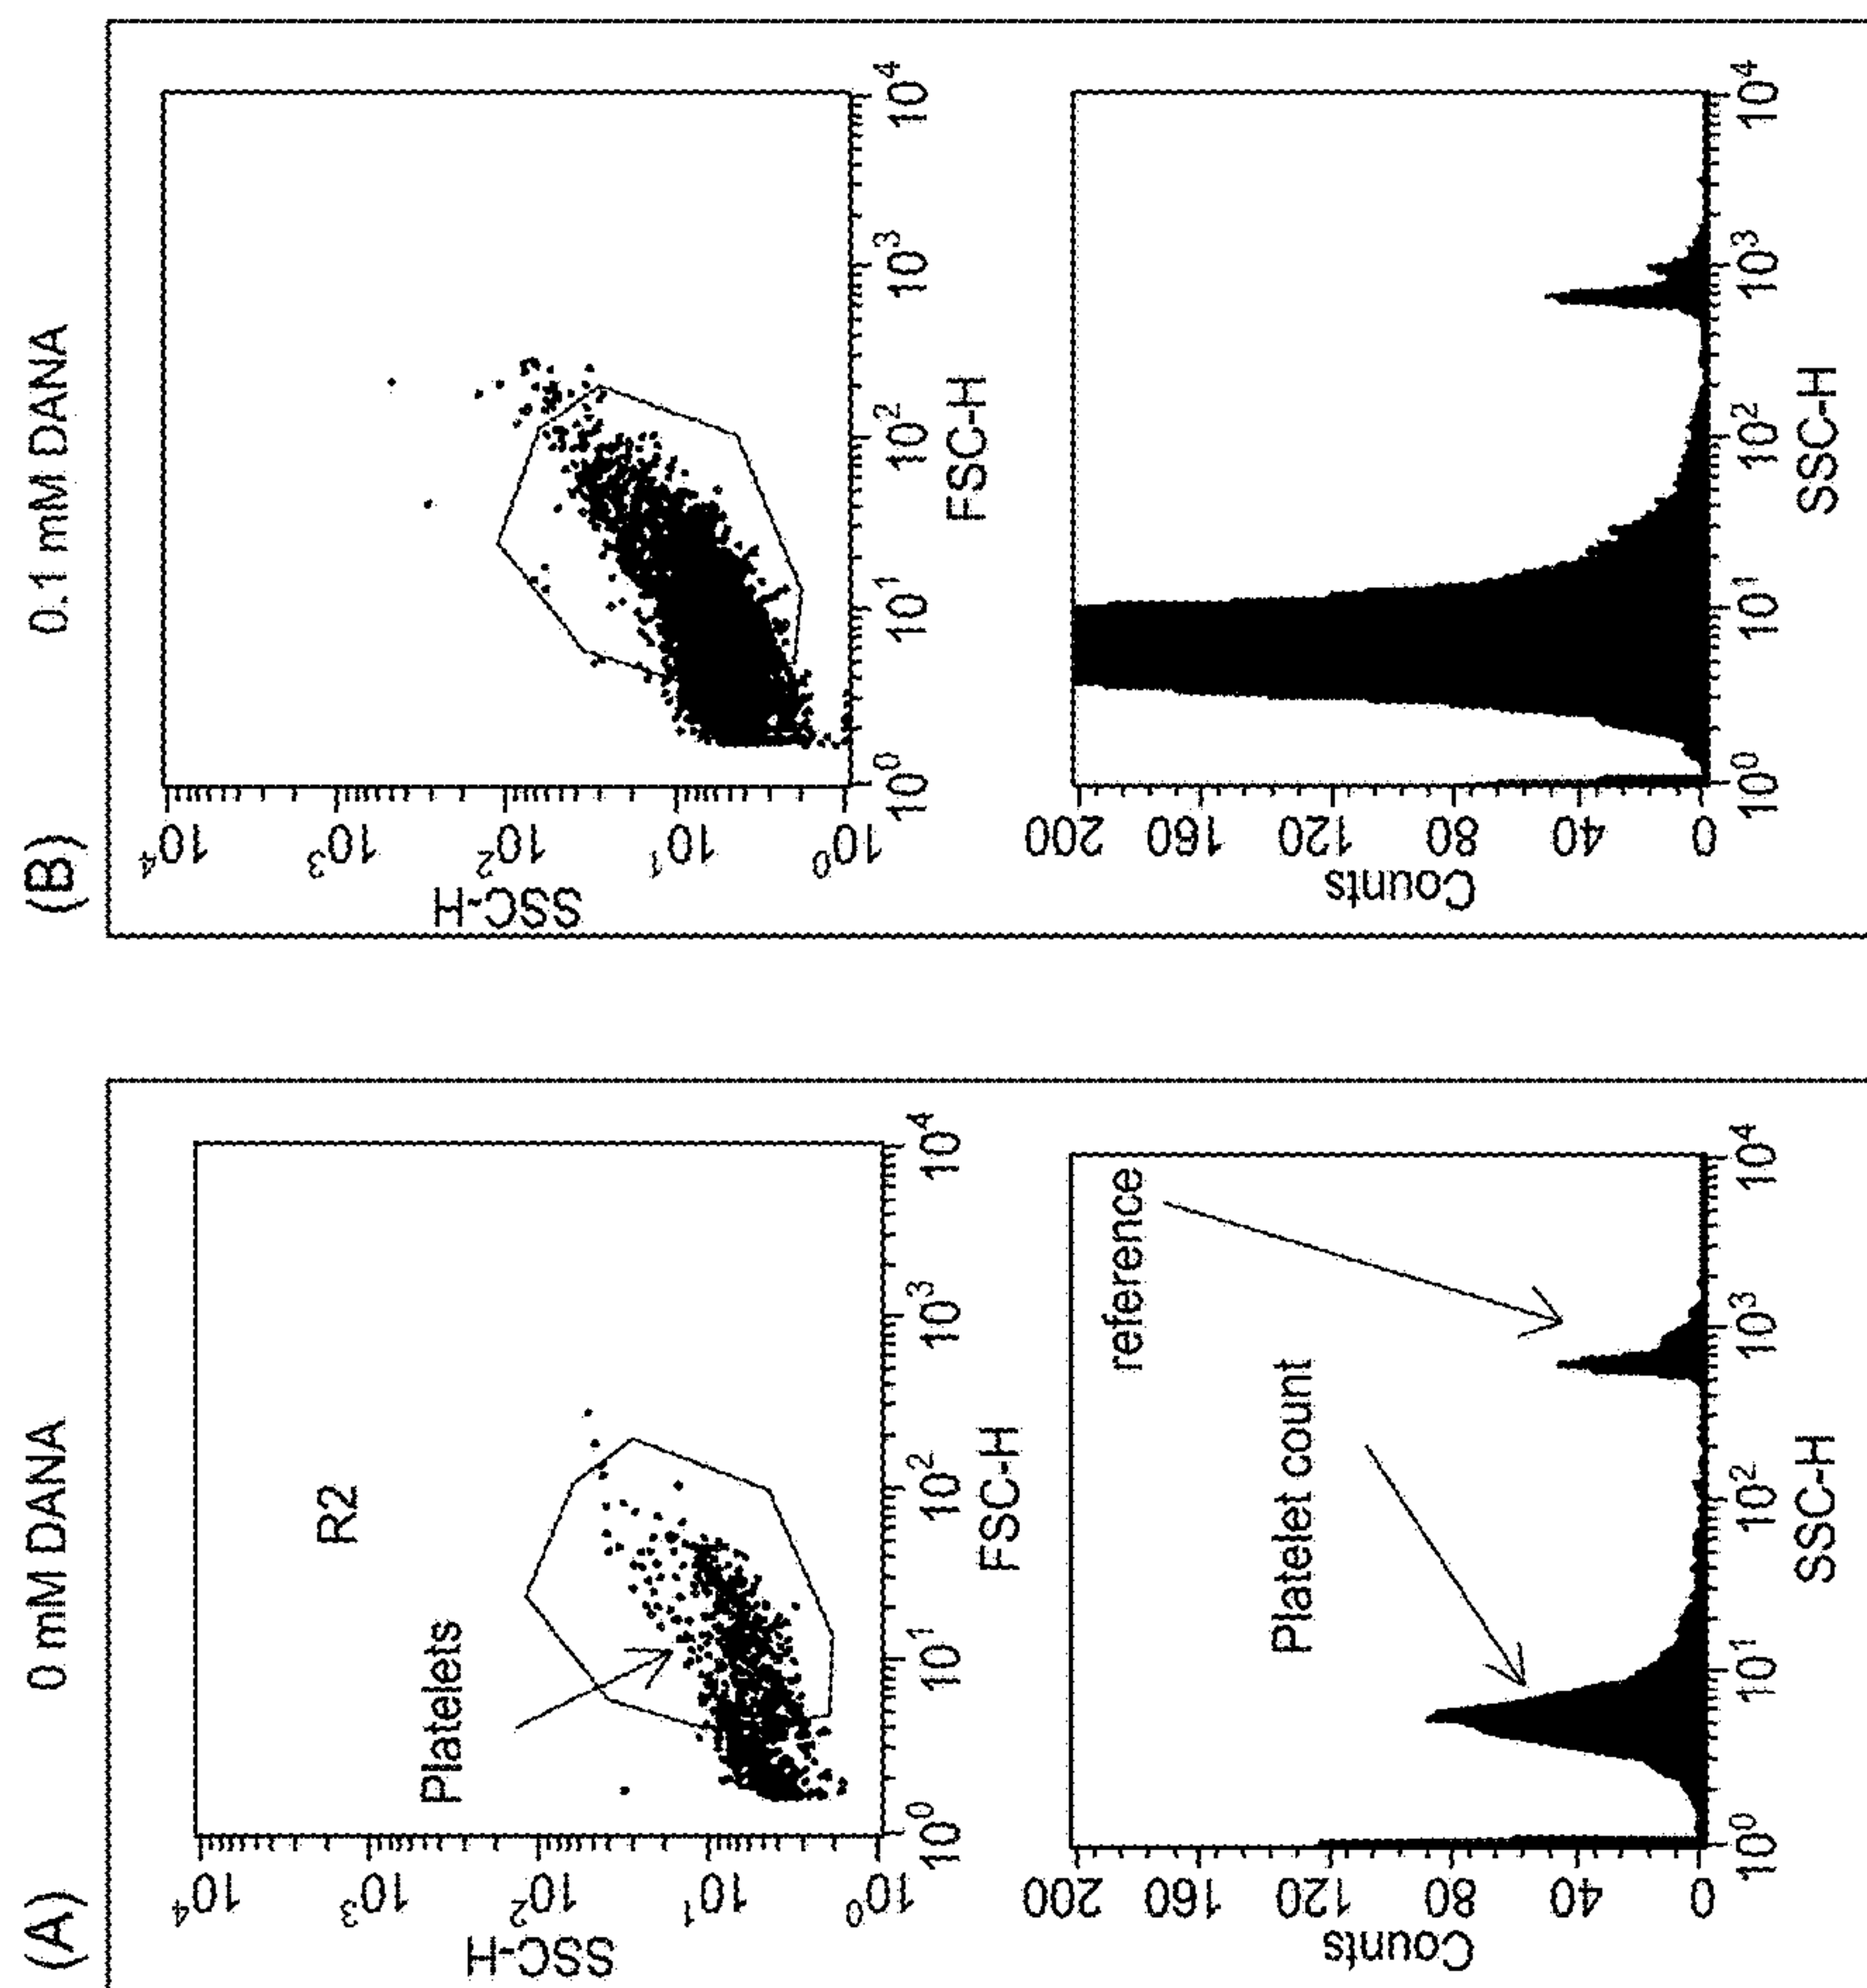 (A)
0 mM DANA
R2
Platelets
SSC-H
10⁴
10³
10²
10¹
10⁰
10⁰ 10¹ 10² 10³ 10⁴
FSC-H
reference
Platelet count
Counts
200
160
120
80
40
0
10⁰ 10¹ 10² 10³ 10⁴
SSC-H
(B)
0.1 mM DANA
SSC-H
10⁴
10³
10²
10¹
10⁰
10⁰ 10¹ 10² 10³ 10⁴
FSC-H
Counts
200
160
120
80
40
0
10⁰ 10¹ 10² 10³ 10⁴
SSC-H